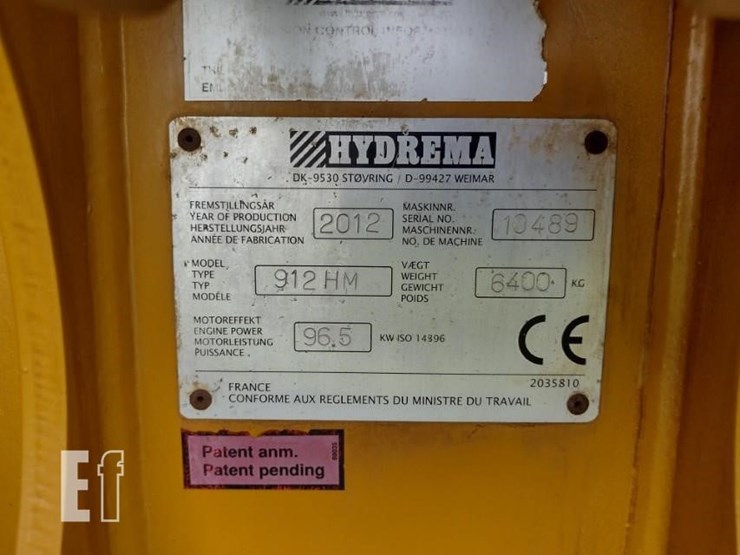 EN
HYDREMA
DK-9530 STØVRING / D-99427 WEIMAR
FREMSTILLINGSÅR
YEAR OF PRODUCTION
HERSTELLUNGSJAHR
ANNÉE DE FABRICATION
2012
MASKINNR.
SERIAL NO.
MASCHINENNR.
NO. DE MACHINE
10489
MODEL
TYPE
TYP
MODÈLE
912 HM
VÆGT
WEIGHT
GEWICHT
POIDS
6400 KG
MOTOREFFEKT
ENGINE POWER
MOTORLEISTUNG
PUISSANCE
96.5 KW ISO 14396
CE
2035810
FRANCE
CONFORME AUX REGLEMENTS DU MINISTRE DU TRAVAIL
Patent anm.
Patent pending
Ef